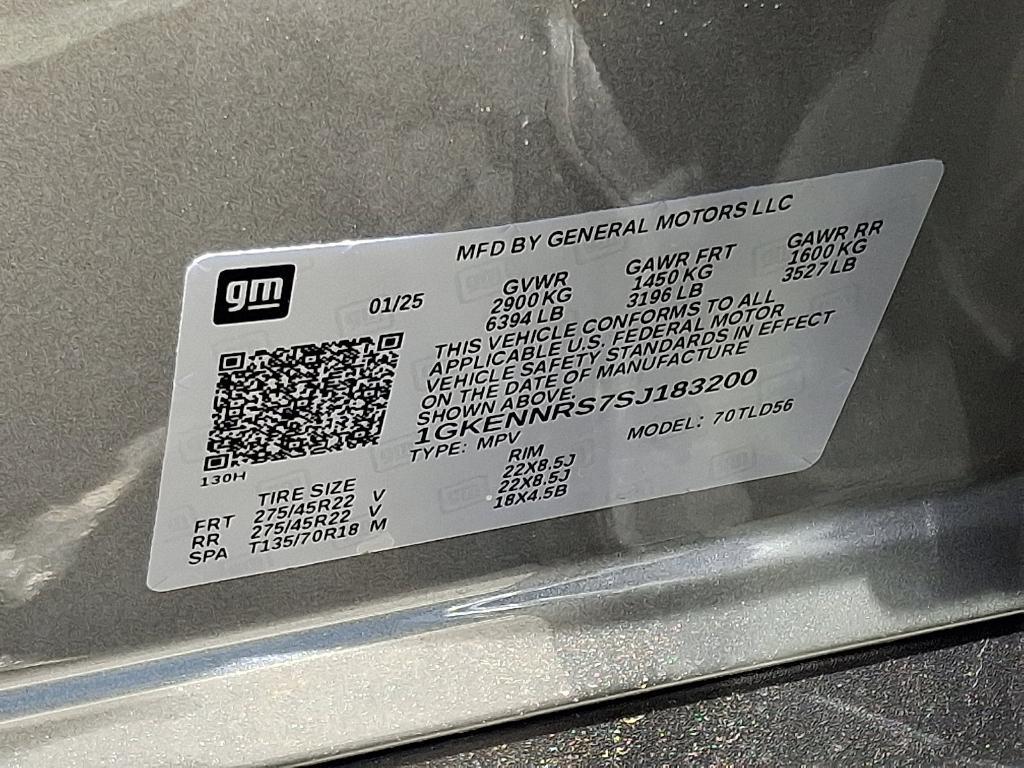 MFD BY GENERAL MOTORS LLC
gm
01/25
GVWR GAWR FRT GAWR RR
2900 KG 1450 KG 1600 KG
6394 LB 3196 LB 3527 LB
THIS VEHICLE CONFORMS TO ALL
APPLICABLE U.S. FEDERAL MOTOR
VEHICLE SAFETY STANDARDS IN EFFECT
ON THE DATE OF MANUFACTURE
SHOWN ABOVE.
1GKENNRS7SJ183200
TYPE: MPV MODEL: 70TLD56
130H
TIRE SIZE RIM
FRT 275/45R22 V 22X8.5J
RR 275/45R22 V 22X8.5J
SPA T135/70R18 M 18X4.5B